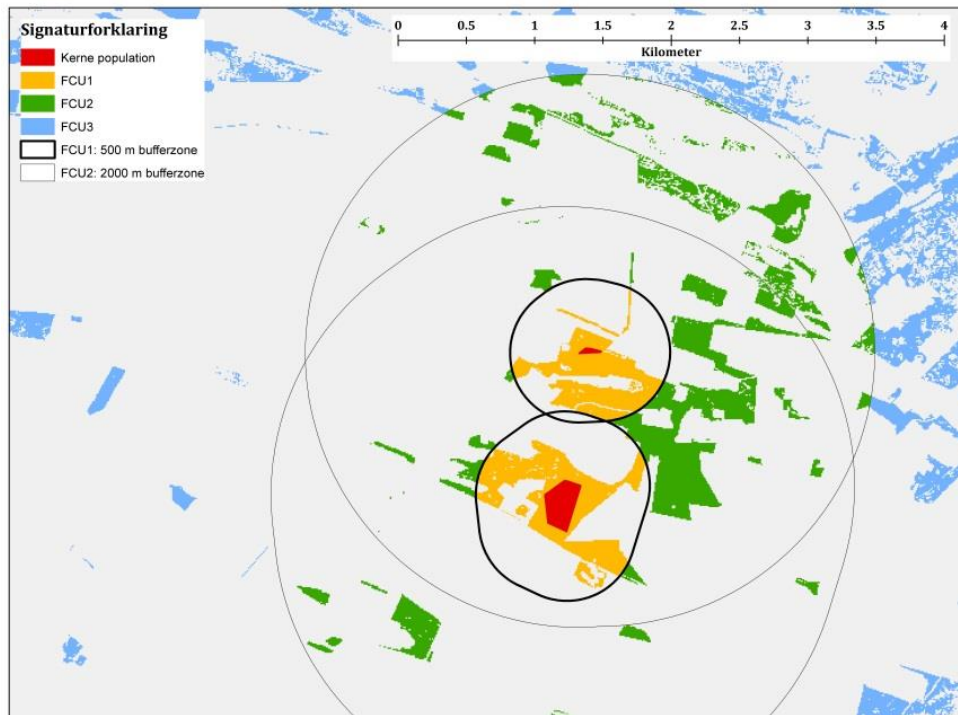 Signaturforklaring
Kerne population
FCU1
FCU2
FCU3
FCU1: 500 m bufferzone
FCU2: 2000 m bufferzone
0 0.5 1 1.5 2 2.5 3 3.5 4
Kilometer